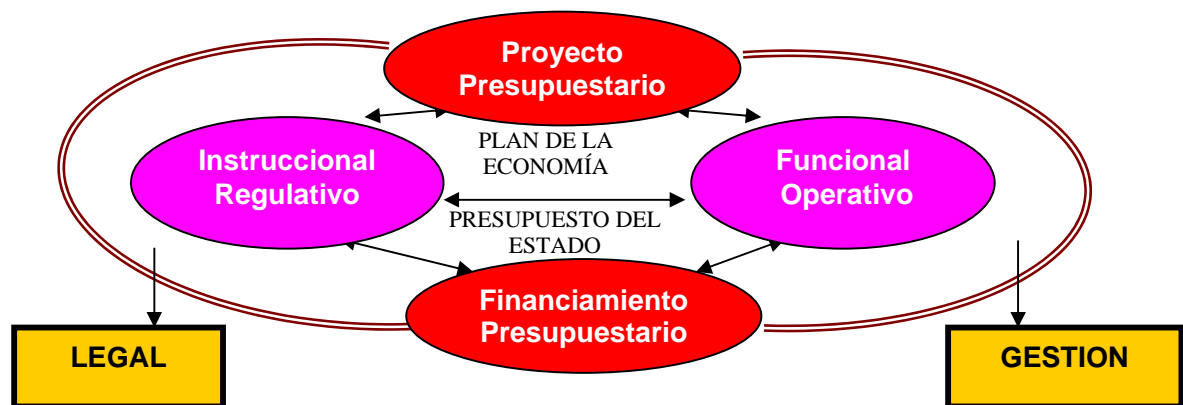 Proyecto
Presupuestario
PLAN DE LA
ECONOMÍA
Instruccional
Regulativo
Funcional
Operativo
PRESUPUESTO DEL
ESTADO
Financiamiento
Presupuestario
LEGAL
GESTION